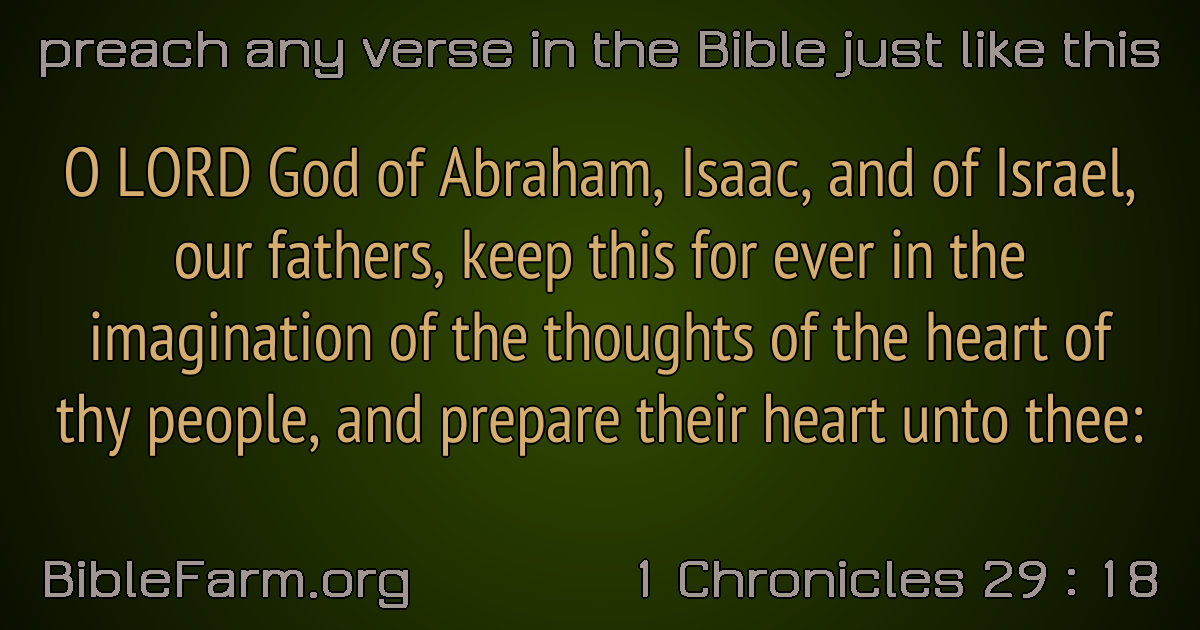 preach any verse in the Bible just like this
O LORD God of Abraham, Isaac, and of Israel,
our fathers, keep this for ever in the
imagination of the thoughts of the heart of
thy people, and prepare their heart unto thee:
BibleFarm.org
1 Chronicles 29 : 18